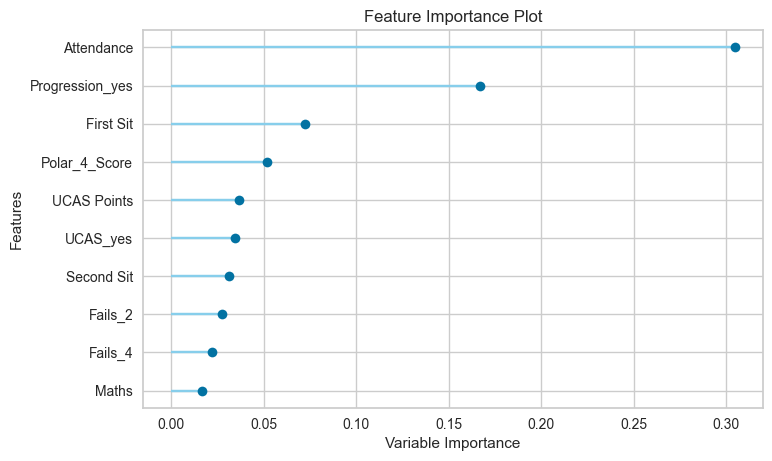 Feature Importance Plot
Features
Attendance
Progression_yes
First Sit
Polar_4_Score
UCAS Points
UCAS_yes
Second Sit
Fails_2
Fails_4
Maths
0.00 0.05 0.10 0.15 0.20 0.25 0.30
Variable Importance